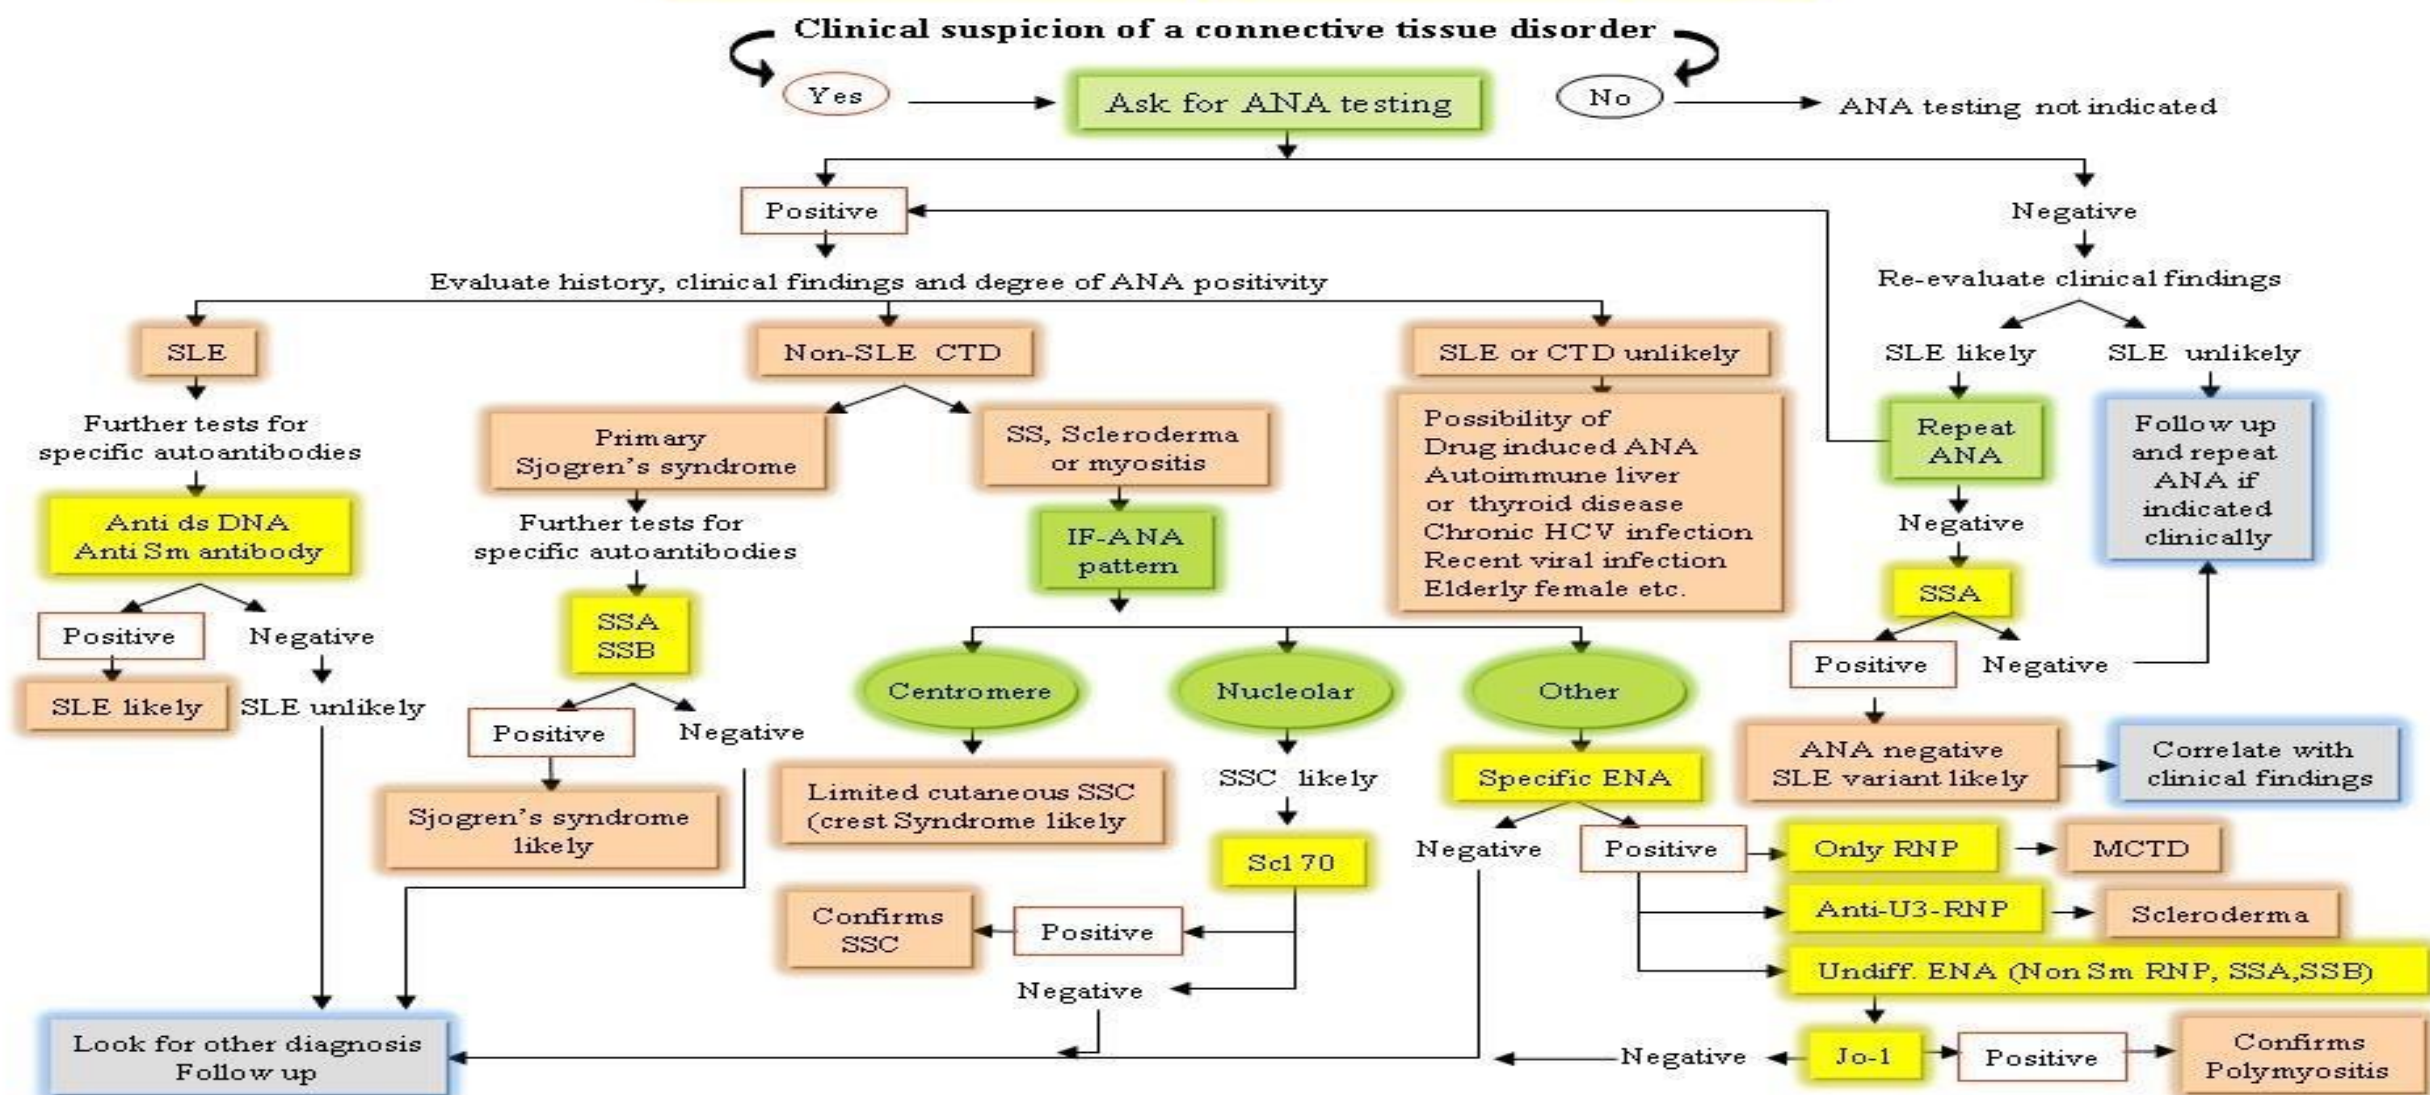 Clinical suspicion of a connective tissue disorder
Yes
Ask for ANA testing
No
ANA testing not indicated
Positive
Negative
Evaluate history, clinical findings and degree of ANA positivity
Re-evaluate clinical findings
SLE
Non-SLE CTD
SLE or CTD unlikely
SLE likely
SLE unlikely
Further tests for
specific autoantibodies
Anti ds DNA
Anti Sm antibody
Positive
Negative
SLE likely
SLE unlikely
Primary
Sjogren's syndrome
Further tests for
specific autoantibodies
SSA
SSB
Positive
Negative
Sjogren's syndrome
likely
SS, Scleroderma
or myositis
IF-ANA
pattern
Centromere
Nucleolar
Other
Limited cutaneous SSC
(crest Syndrome likely
SSC likely
Scl 70
Positive
Confirms
SSC
Negative
Specific ENA
Negative
Positive
Only RNP
MCTD
Anti-U3-RNP
Scleroderma
Undiff. ENA (Non Sm RNP, SSA,SSB)
Jo-1
Negative
Positive
Confirms
Polymyositis
Possibility of
Drug induced ANA
Autoimmune liver
or thyroid disease
Chronic HCV infection
Recent viral infection
Elderly female etc.
Repeat
ANA
Negative
SSA
Positive
Negative
ANA negative
SLE variant likely
Correlate with
clinical findings
Follow up
and repeat
ANA if
indicated
clinically
Look for other diagnosis
Follow up